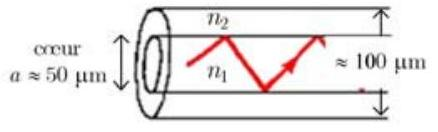 n₂
cœur
a ≈ 50 μm
n₁
≈ 100 μm